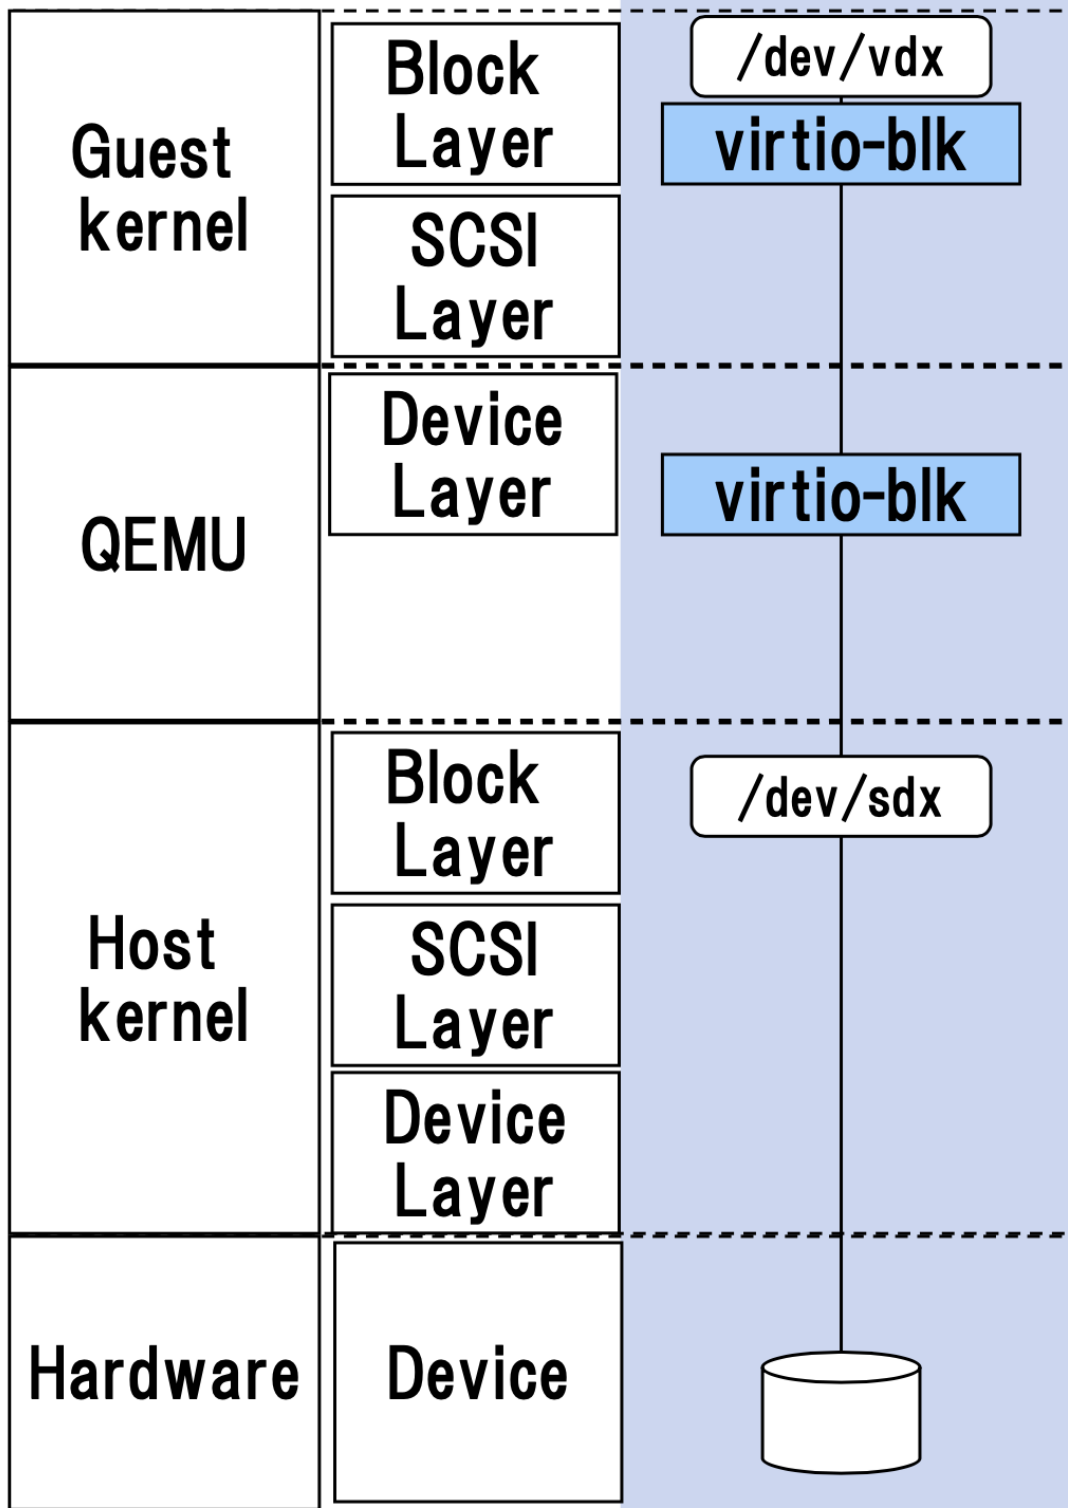 Guest
kernel
Block
Layer
SCSI
Layer
/dev/vdx
virtio-blk
QEMU
Device
Layer
virtio-blk
Host
kernel
Block
Layer
SCSI
Layer
Device
Layer
/dev/sdx
Hardware
Device